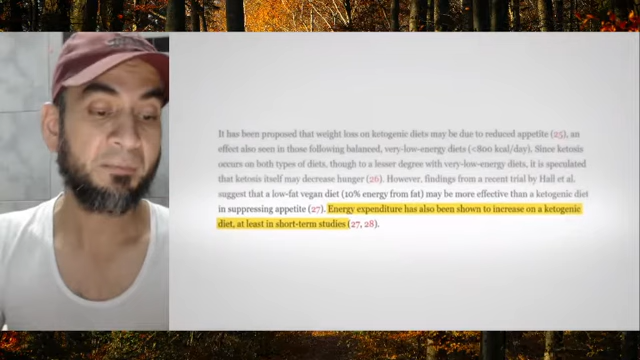 It has been proposed that weight loss on ketogenic diets may be due to reduced appetite (25), an
effect also seen in those following balanced, very-low-energy diets (<800 kcal/day). Since ketosis
occurs on both types of diets, though to a lesser degree with very-low-energy diets, it is speculated
that ketosis itself may decrease hunger (26). However, findings from a recent trial by Hall et al.
suggest that a low-fat vegan diet (10% energy from fat) may be more effective than a ketogenic diet
in suppressing appetite (27). Energy expenditure has also been shown to increase on a ketogenic
diet, at least in short-term studies (27, 28).